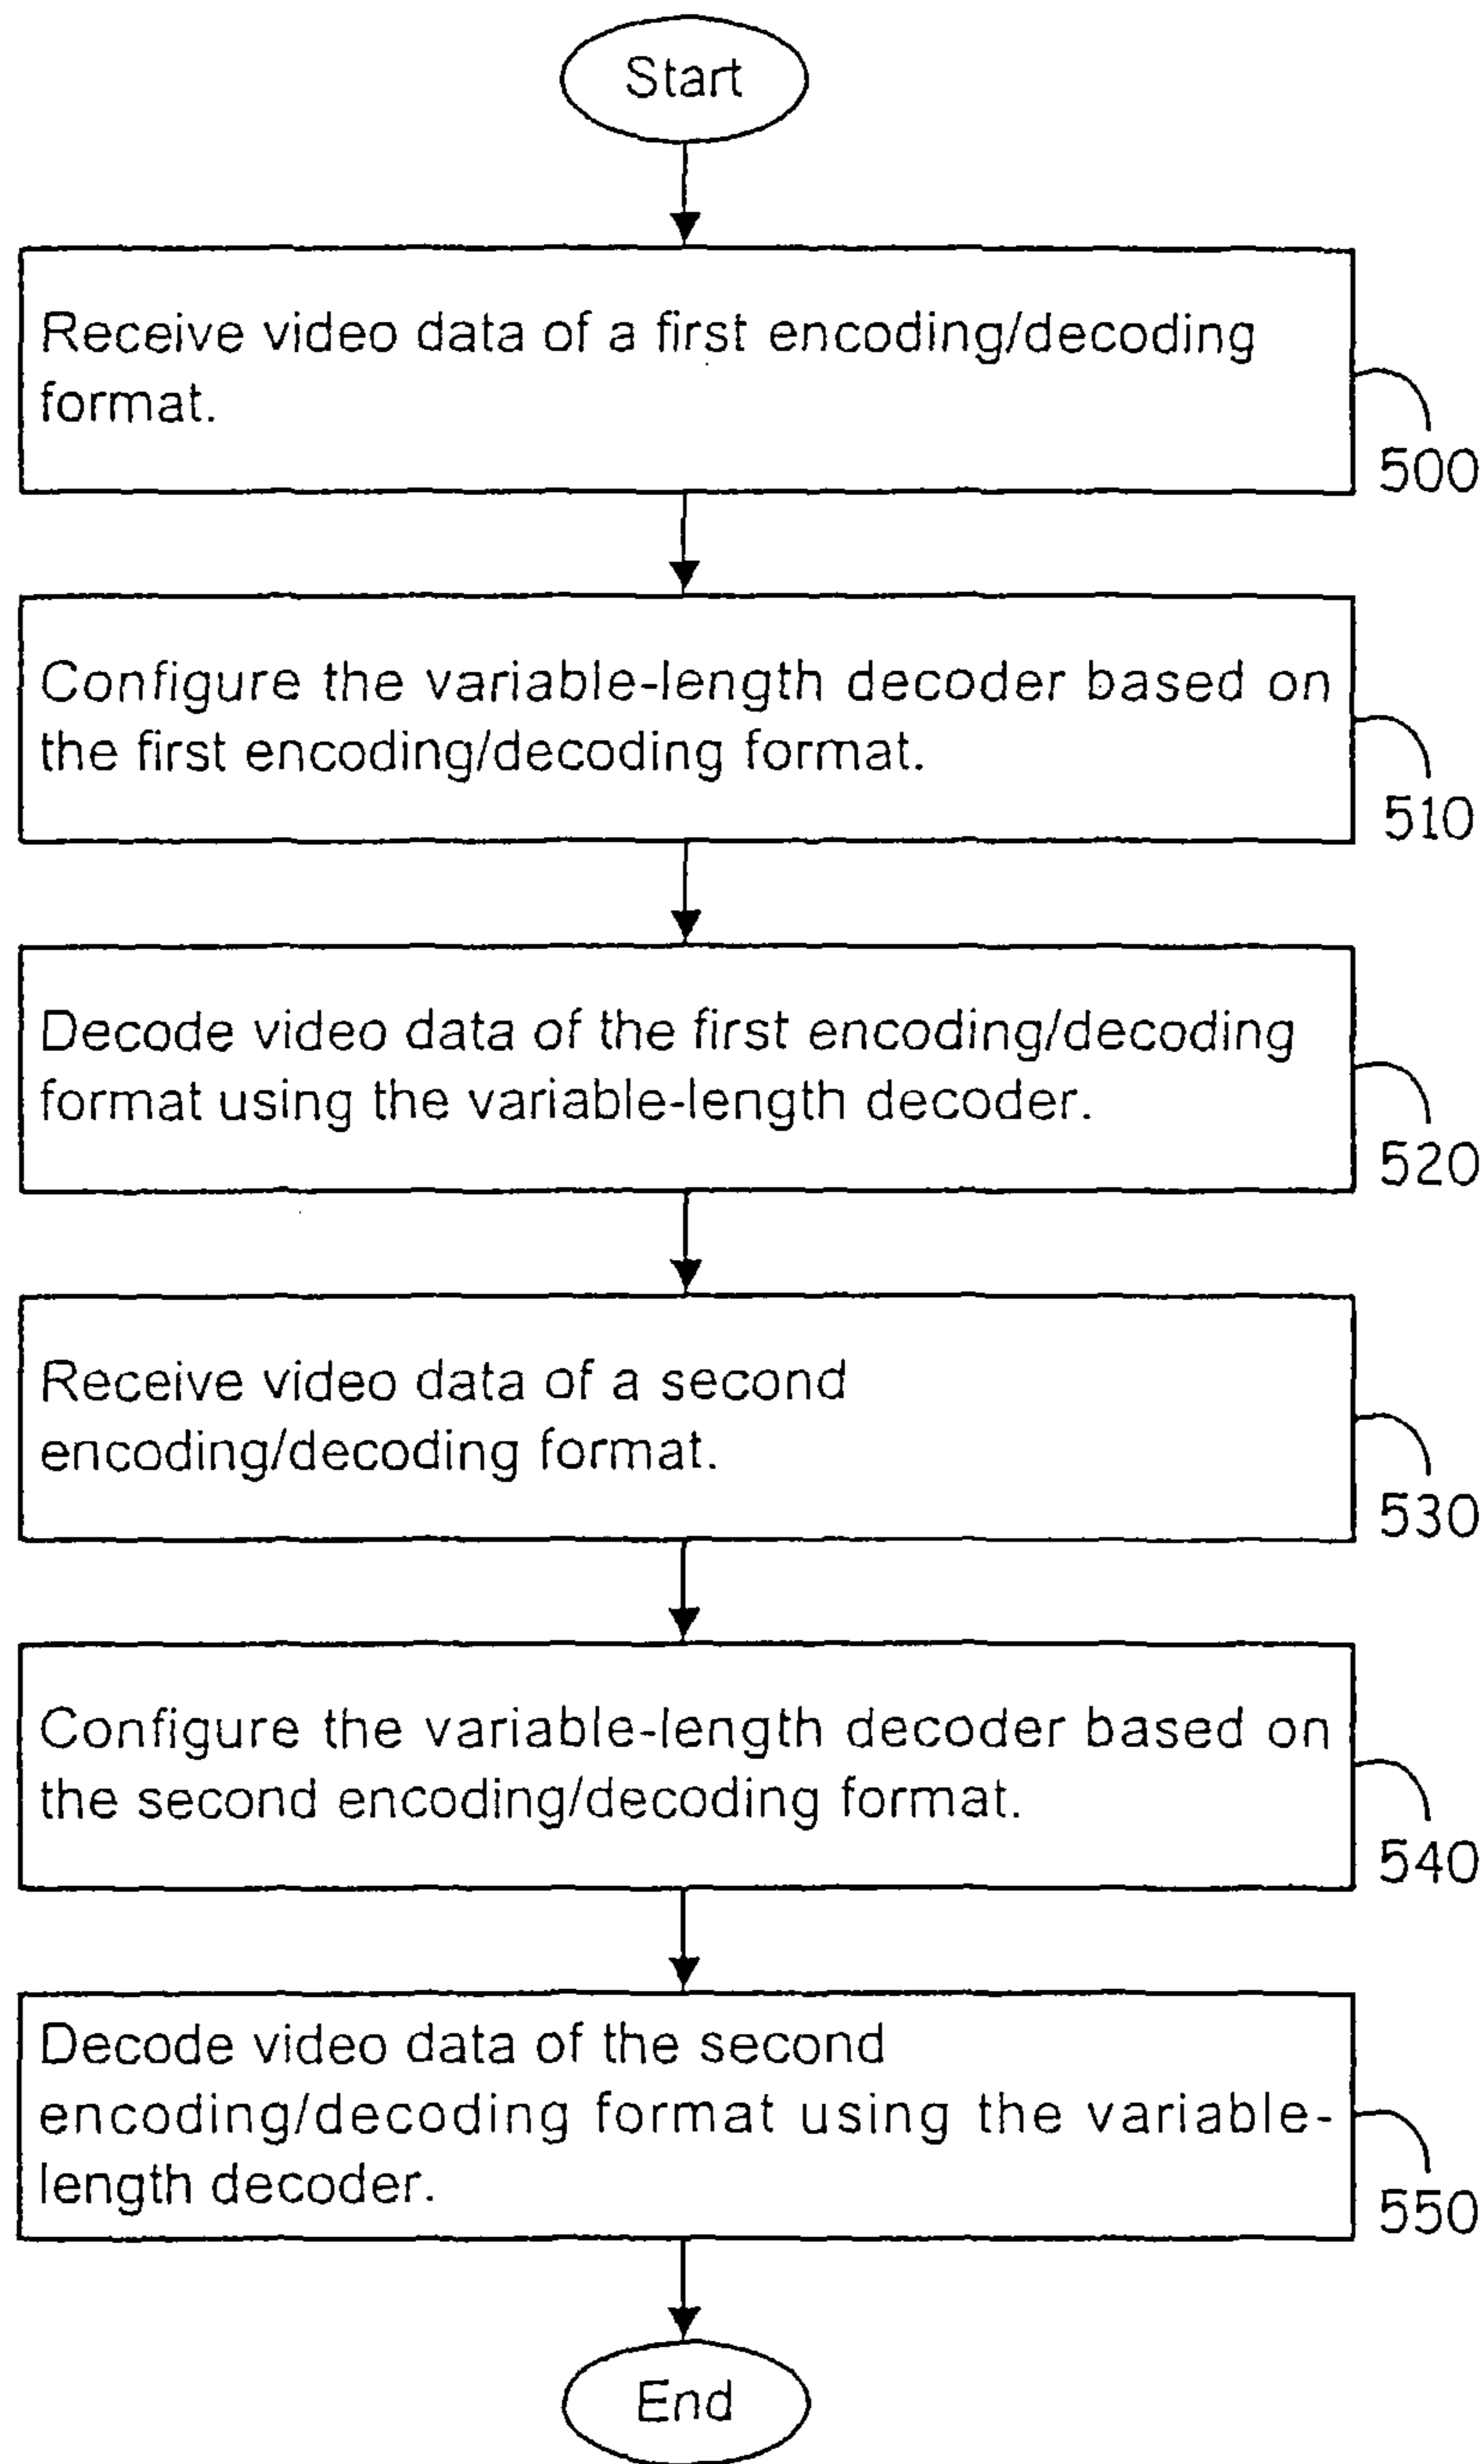 Start
Receive video data of a first encoding/decoding
format.
500
Configure the variable-length decoder based on
the first encoding/decoding format.
510
Decode video data of the first encoding/decoding
format using the variable-length decoder.
520
Receive video data of a second
encoding/decoding format.
530
Configure the variable-length decoder based on
the second encoding/decoding format.
540
Decode video data of the second
encoding/decoding format using the variable-
length decoder.
550
End